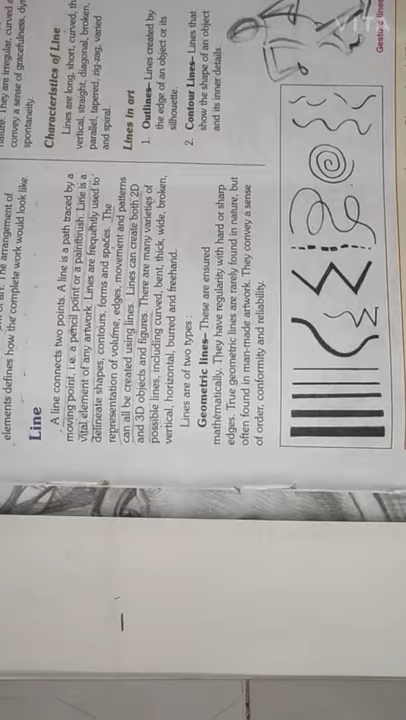 elements defines how the complete work would look like.
Line
A line connects two points. A line is a path traced by a
moving point, i.e. a pencil point or a paintbrush. Line is a
vital element of any artwork. Lines are frequently used to
delineate shapes, contours, forms and spaces. The
representation of volume, edges, movement and patterns
can all be created using lines. Lines can create both 2D
and 3D objects and figures. There are many varieties of
possible lines, including curved, bent, thick, wide, broken,
vertical, horizontal, burred and freehand.
Lines are of two types :
Geometric lines– These are ensured
mathematically. They have regularity with hard or sharp
edges. True geometric lines are rarely found in nature, but
often found in man-made artwork. They convey a sense
of order, conformity and reliability.
nature. They are irregular, curved a
convey a sense of gracefulness, dy
spontaneity.
Characteristics of Line
Lines are long, short, curved, th
vertical, straight, diagonal, broken,
parallel, tapered, zig-zag, varied
and spiral.
Lines in art
1. Outlines– Lines created by
the edge of an object or its
silhouette.
2. Contour Lines– Lines that
show the shape of an object
and its inner details.
Gesture lines